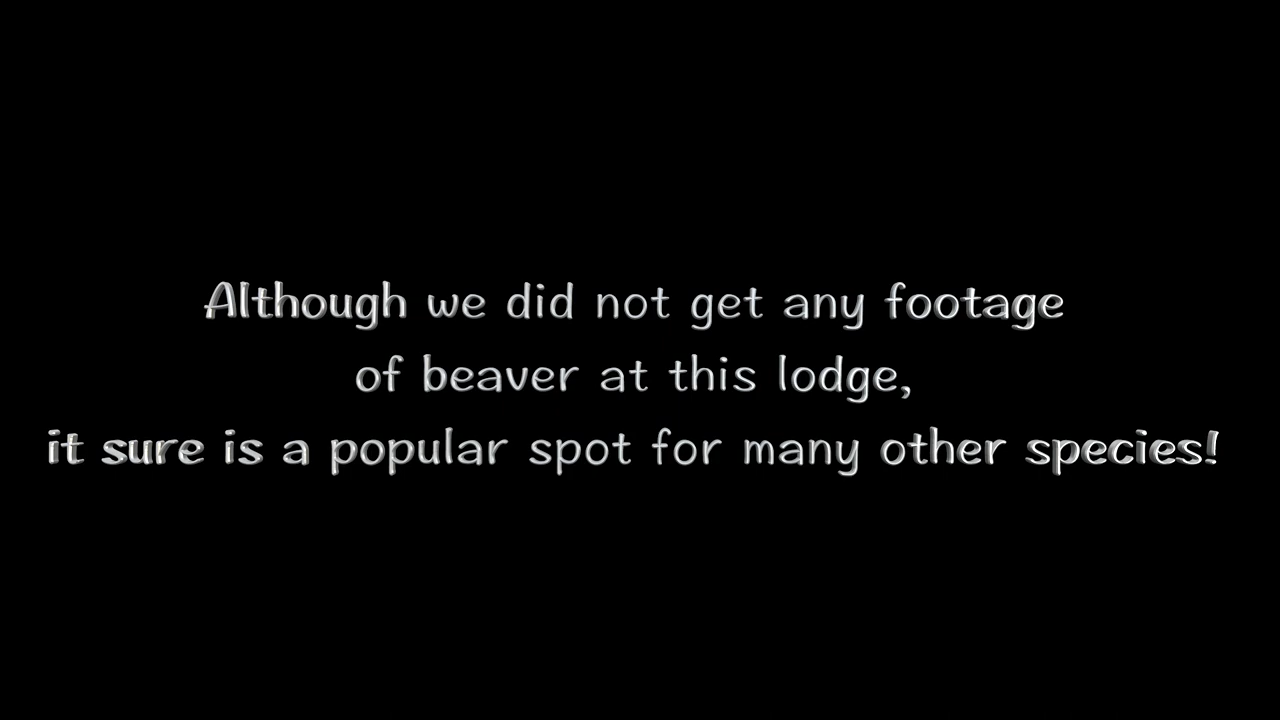 Although we did not get any footage
of beaver at this lodge,
it sure is a popular spot for many other species!